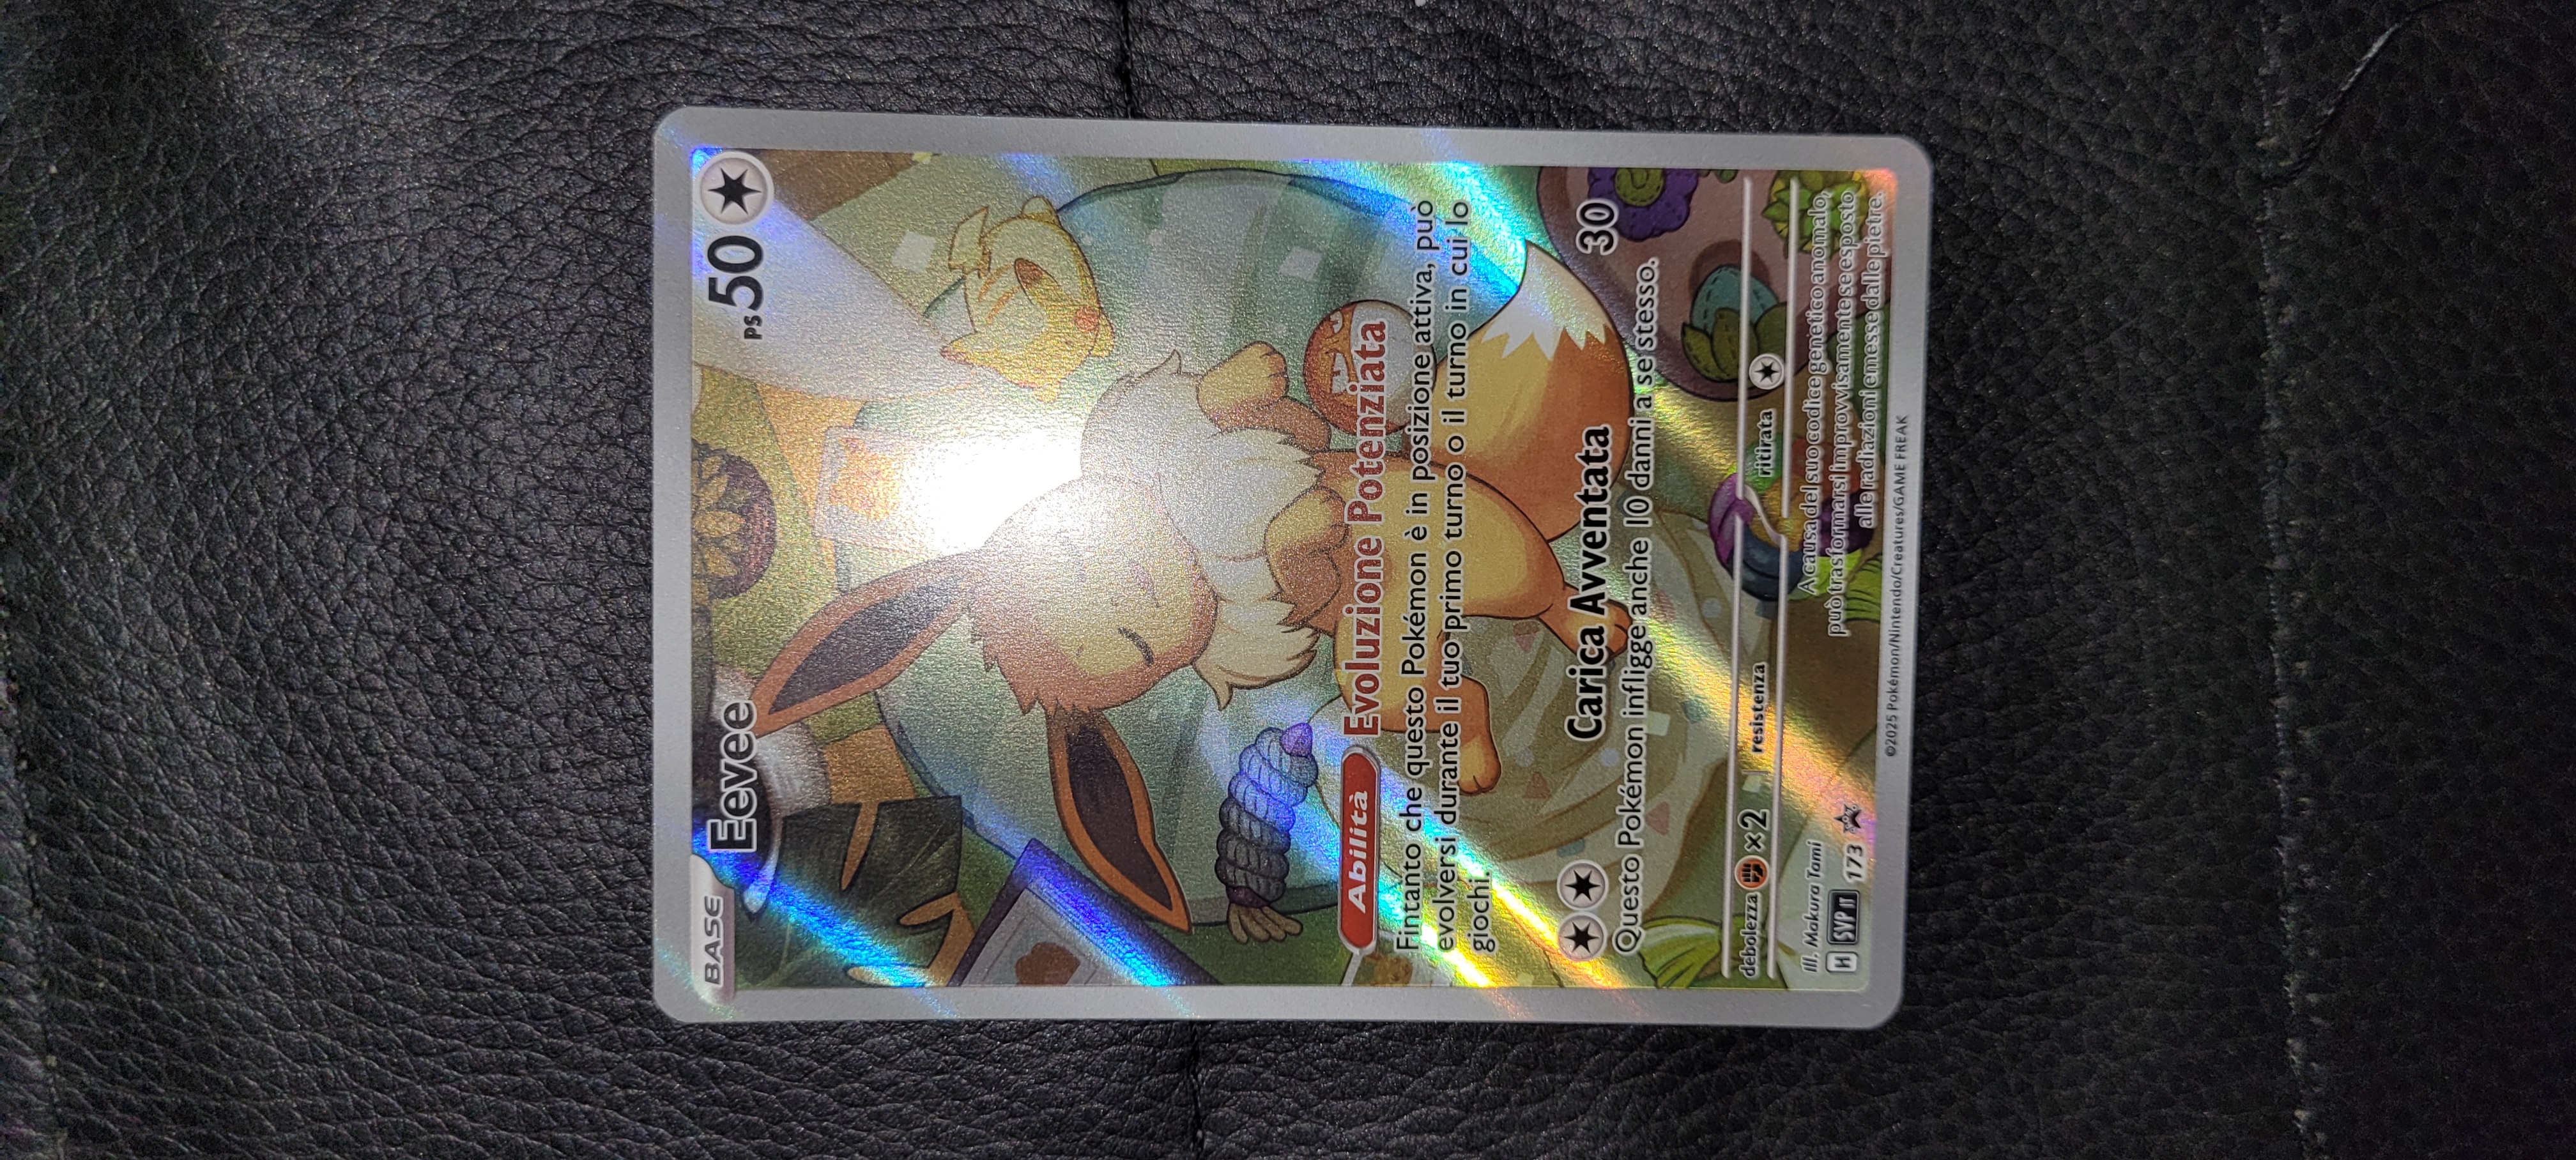 BASE
Eevee
PS 50
Abilità Evoluzione Potenziata
Fintanto che questo Pokémon è in posizione attiva, può
evolversi durante il tuo primo turno o il turno in cui lo
giochi.
Carica Avventata 30
Questo Pokémon infligge anche 10 danni a se stesso.
debolezza ×2 resistenza ritirata
Ill. Makura Tami
H SVP IT 173
A causa del suo codice genetico anomalo,
può trasformarsi improvvisamente se esposto
alle radiazioni emesse dalle pietre.
©2025 Pokémon/Nintendo/Creatures/GAME FREAK